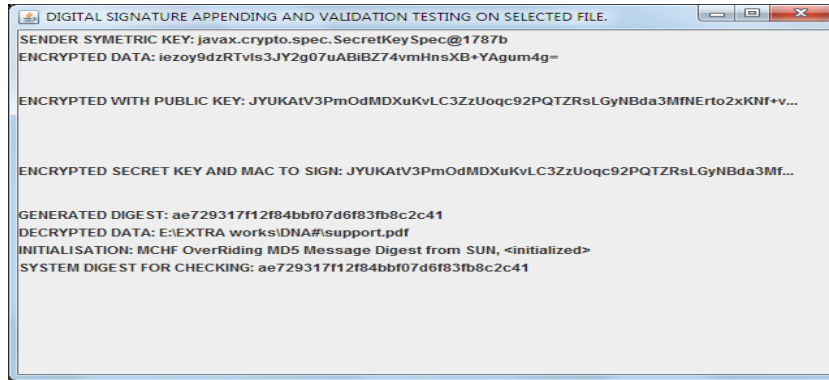 DIGITAL SIGNATURE APPENDING AND VALIDATION TESTING ON SELECTED FILE.
SENDER SYMETRIC KEY: javax.crypto.spec.SecretKeySpec@1787b
ENCRYPTED DATA: iezoy9dzRTvls3JY2g07uABiBZ74vmHnsXB+YAgum4g=
ENCRYPTED WITH PUBLIC KEY: JYUKAtV3PmOdMDXuKvLC3ZzUoqc92PQTZRsLGyNBda3MfNErto2xKNf+v...
ENCRYPTED SECRET KEY AND MAC TO SIGN: JYUKAtV3PmOdMDXuKvLC3ZzUoqc92PQTZRsLGyNBda3Mf...
GENERATED DIGEST: ae729317f12f84bbf07d6f83fb8c2c41
DECRYPTED DATA: E:\EXTRA works\DNA#\support.pdf
INITIALISATION: MCHF OverRiding MD5 Message Digest from SUN, <initialized>
SYSTEM DIGEST FOR CHECKING: ae729317f12f84bbf07d6f83fb8c2c41